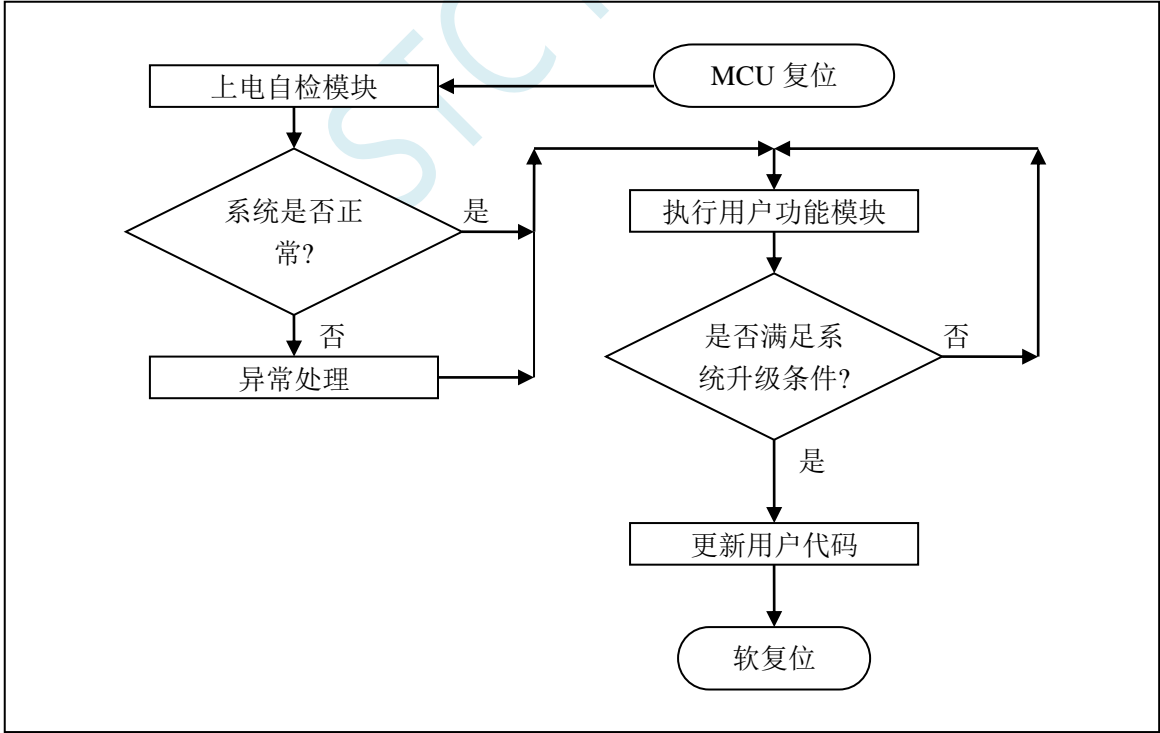 MCU 复位
上电自检模块
系统是否正
常?
是
否
异常处理
执行用户功能模块
是否满足系
统升级条件?
否
是
更新用户代码
软复位
STC